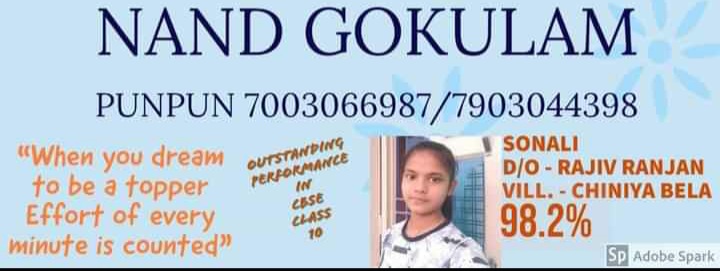 NAND GOKULAM
PUNPUN 7003066987/7903044398
"When you dream
to be a topper
Effort of every
minute is counted"
OUTSTANDING
PERFORMANCE
IN
CBSE
CLASS
10
SONALI
D/O - RAJIV RANJAN
VILL. - CHINIYA BELA
98.2%
Sp Adobe Spark